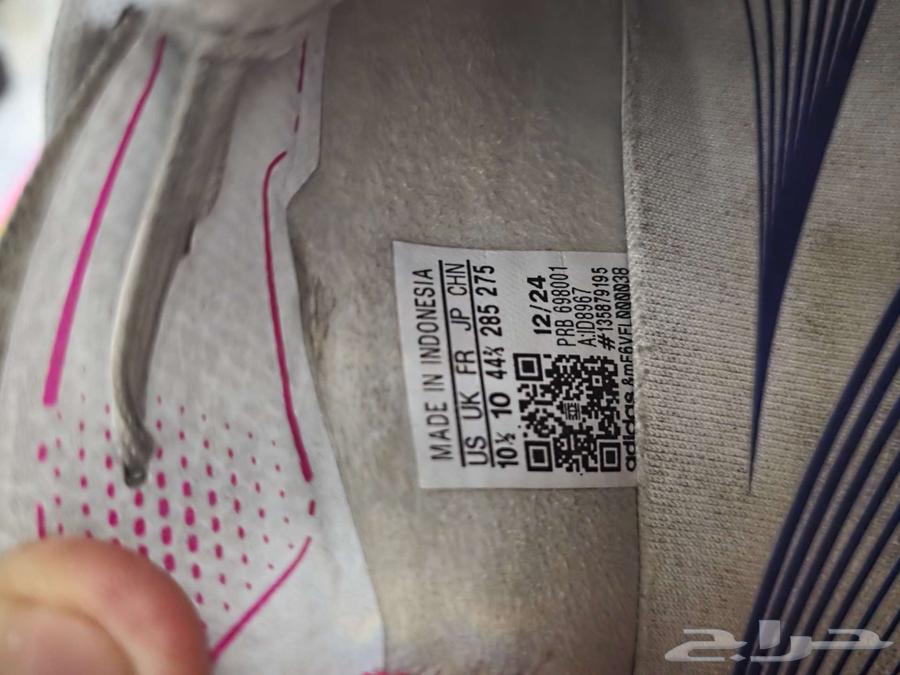 MADE IN INDONESIA
US UK FR JP CHN
10½ 10 44⅔ 285 275
12/24
PRB 698001
A:ID8967
#135879195
adidas
حراج